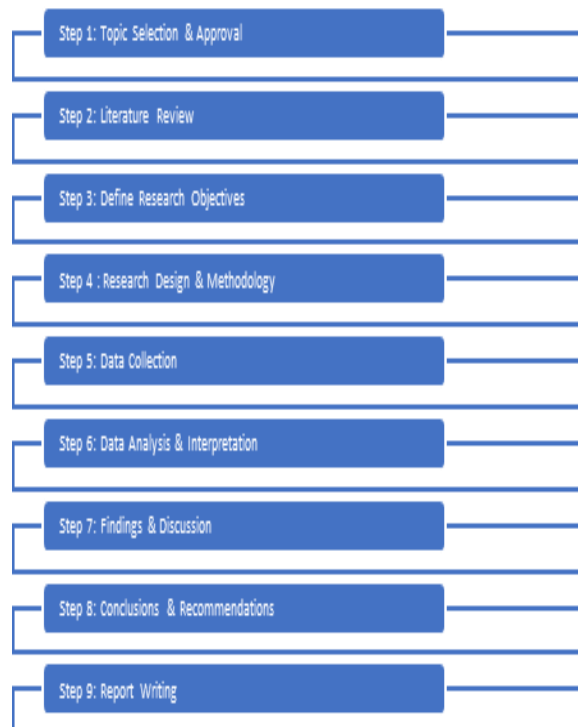 Step 1: Topic Selection & Approval
Step 2: Literature Review
Step 3: Define Research Objectives
Step 4 : Research Design & Methodology
Step 5: Data Collection
Step 6: Data Analysis & Interpretation
Step 7: Findings & Discussion
Step 8: Conclusions & Recommendations
Step 9: Report Writing